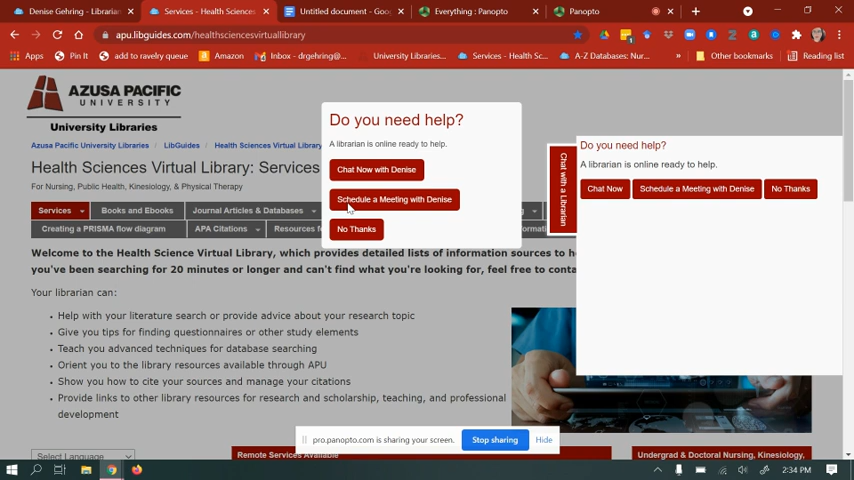 Denise Gehring - Librarian
Services - Health Sciences
Untitled document - Goo
Everything : Panopto
Panopto
apu.libguides.com/healthsciencesvirtuallibrary
Apps
Pin It
add to ravelry queue
Amazon
Inbox - drgehring@...
University Libraries...
Services - Health Sc...
A-Z Databases: Nur...
»
Other bookmarks
Reading list
AZUSA PACIFIC
UNIVERSITY
University Libraries
Azusa Pacific University Libraries
LibGuides
Health Sciences Virtual Library
Health Sciences Virtual Library: Services
For Nursing, Public Health, Kinesiology, & Physical Therapy
Services
Books and Ebooks
Journal Articles & Databases
Creating a PRISMA flow diagram
APA Citations
Resources f
Welcome to the Health Science Virtual Library, which provides detailed lists of information sources to h
you've been searching for 20 minutes or longer and can't find what you're looking for, feel free to conta
Your librarian can:
• Help with your literature search or provide advice about your research topic
• Give you tips for finding questionnaires or other study elements
• Teach you advanced techniques for database searching
• Orient you to the library resources available through APU
• Show you how to cite your sources and manage your citations
• Provide links to other library resources for research and scholarship, teaching, and professional
development
Select Language
Remote Services Available
Undergrad & Doctoral Nursing, Kinesiology,
Do you need help?
A librarian is online ready to help.
Chat Now with Denise
Schedule a Meeting with Denise
No Thanks
Chat with a Librarian
Do you need help?
A librarian is online ready to help.
Chat Now
Schedule a Meeting with Denise
No Thanks
pro.panopto.com is sharing your screen.
Stop sharing
Hide
2:34 PM